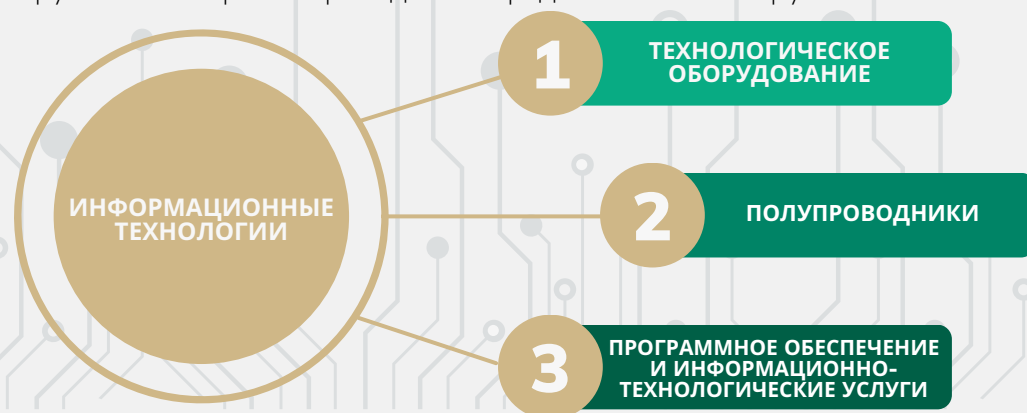 ИНФОРМАЦИОННЫЕ
ТЕХНОЛОГИИ
1
ТЕХНОЛОГИЧЕСКОЕ
ОБОРУДОВАНИЕ
2
ПОЛУПРОВОДНИКИ
3
ПРОГРАММНОЕ ОБЕСПЕЧЕНИЕ
И ИНФОРМАЦИОННО-
ТЕХНОЛОГИЧЕСКИЕ УСЛУГИ